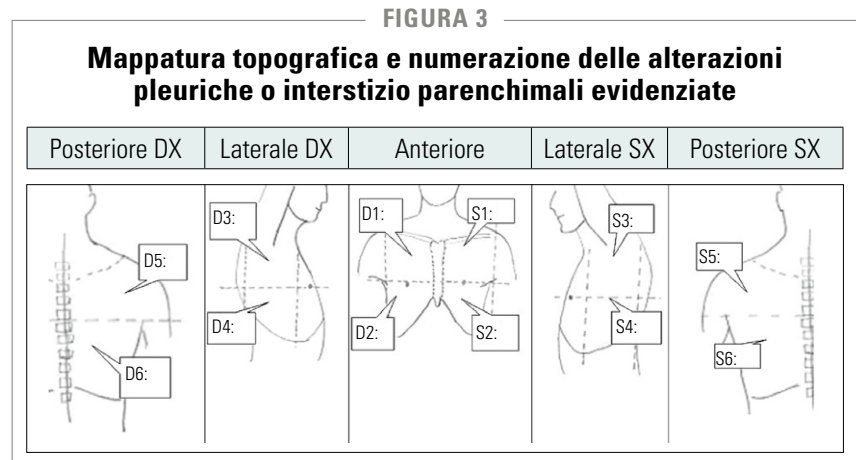 FIGURA 3
Mappatura topografica e numerazione delle alterazioni
pleuriche o interstizio parenchimali evidenziate
Posteriore DX
Laterale DX
Anteriore
Laterale SX
Posteriore SX
D5:
D6:
D3:
D4:
D1:
S1:
D2:
S2:
S3:
S4:
S5:
S6: